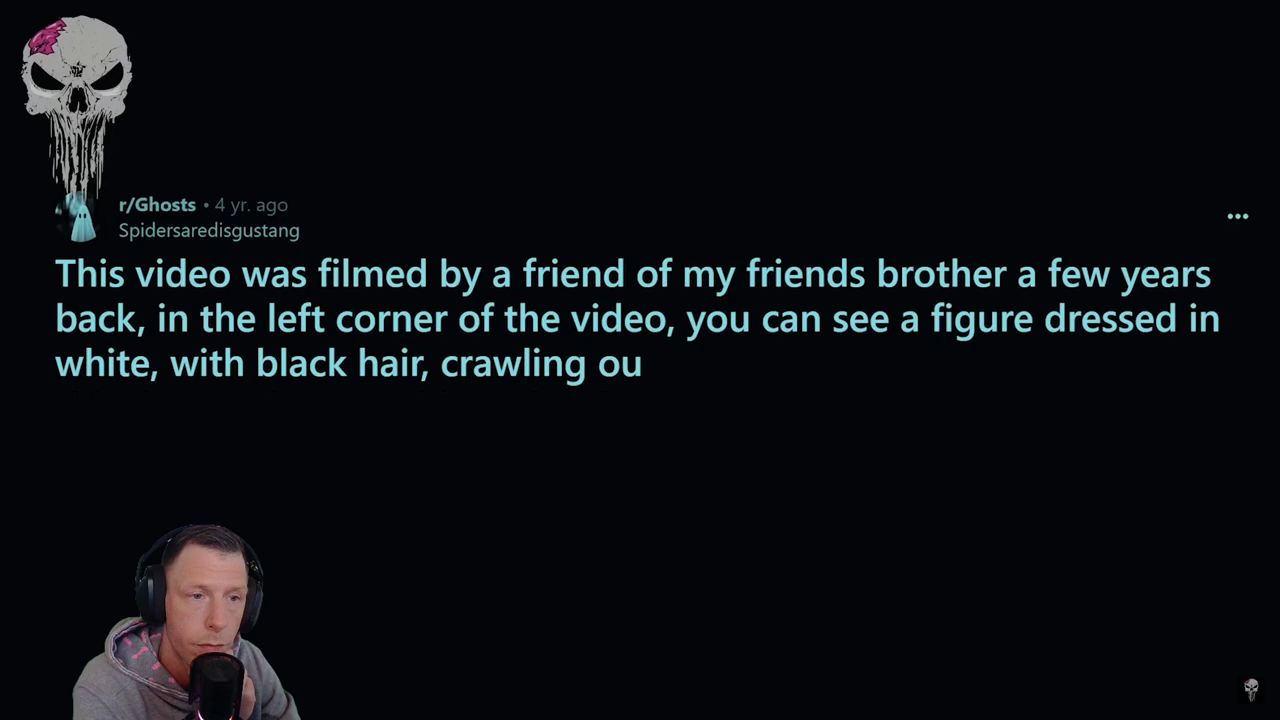 r/Ghosts • 4 yr. ago
Spidersaredisgustang
This video was filmed by a friend of my friends brother a few years
back, in the left corner of the video, you can see a figure dressed in
white, with black hair, crawling ou